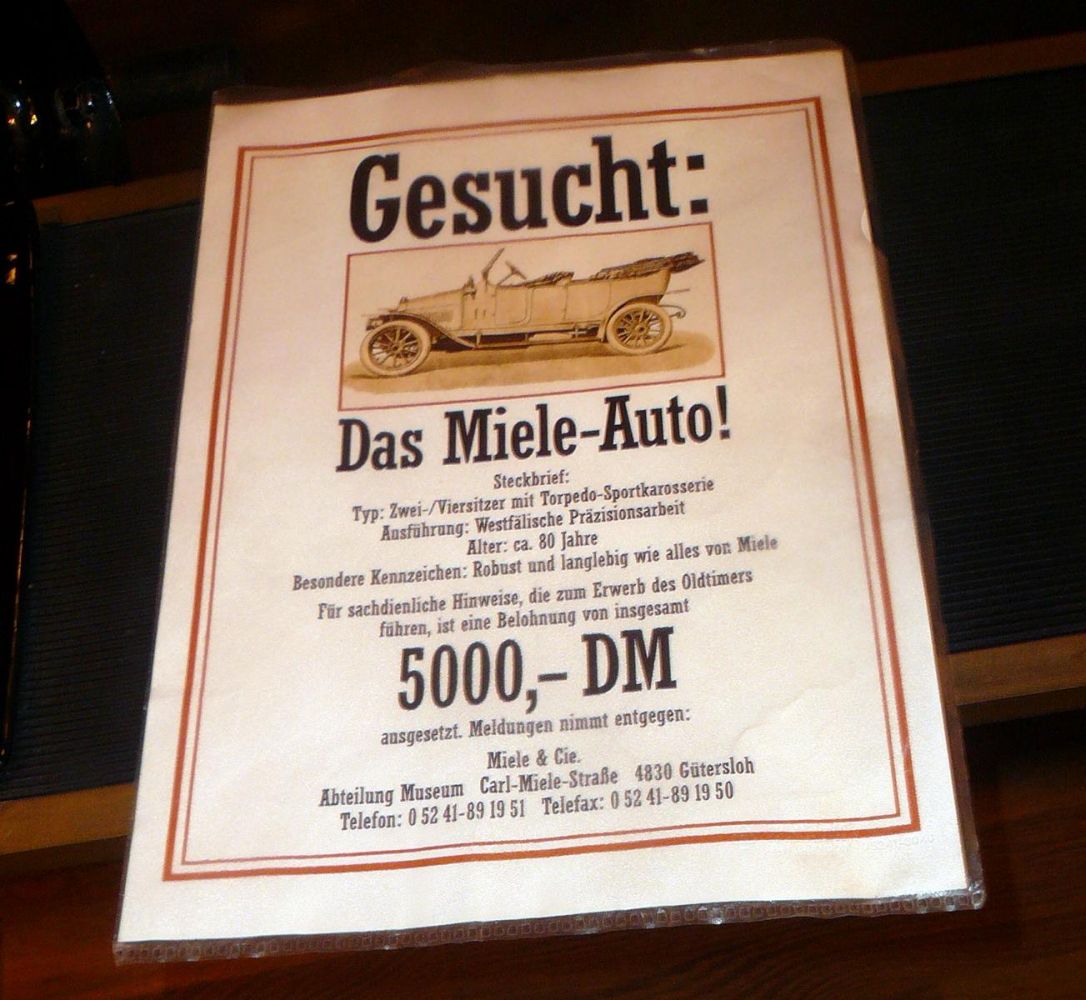 Gesucht:
Das Miele-Auto!
Steckbrief:
Typ: Zwei-/Viersitzer mit Torpedo-Sportkarosserie
Ausführung: Westfälische Präzisionsarbeit
Alter: ca. 80 Jahre
Besondere Kennzeichen: Robust und langlebig wie alles von Miele
Für sachdienliche Hinweise, die zum Erwerb des Oldtimers
führen, ist eine Belohnung von insgesamt
5000,– DM
ausgesetzt. Meldungen nimmt entgegen:
Miele & Cie.
Abteilung Museum Carl-Miele-Straße 4830 Gütersloh
Telefon: 0 52 41-89 19 51 Telefax: 0 52 41-89 19 50